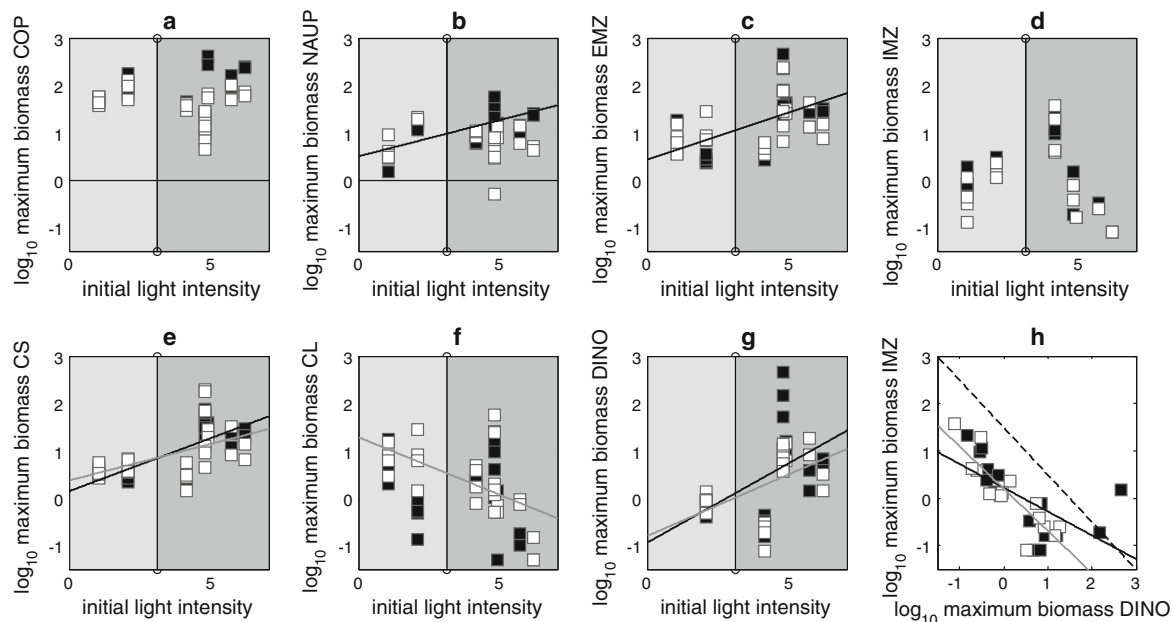 a
b
c
d
log10 maximum biomass COP
3
2
1
0
-1
0
5
initial light intensity
log10 maximum biomass NAUP
3
2
1
0
-1
0
5
initial light intensity
log10 maximum biomass EMZ
3
2
1
0
-1
0
5
initial light intensity
log10 maximum biomass IMZ
3
2
1
0
-1
0
5
initial light intensity
e
f
g
h
log10 maximum biomass CS
3
2
1
0
-1
0
5
initial light intensity
log10 maximum biomass CL
3
2
1
0
-1
0
5
initial light intensity
log10 maximum biomass DINO
3
2
1
0
-1
0
5
initial light intensity
log10 maximum biomass IMZ
3
2
1
0
-1
-1
0
1
2
3
log10 maximum biomass DINO